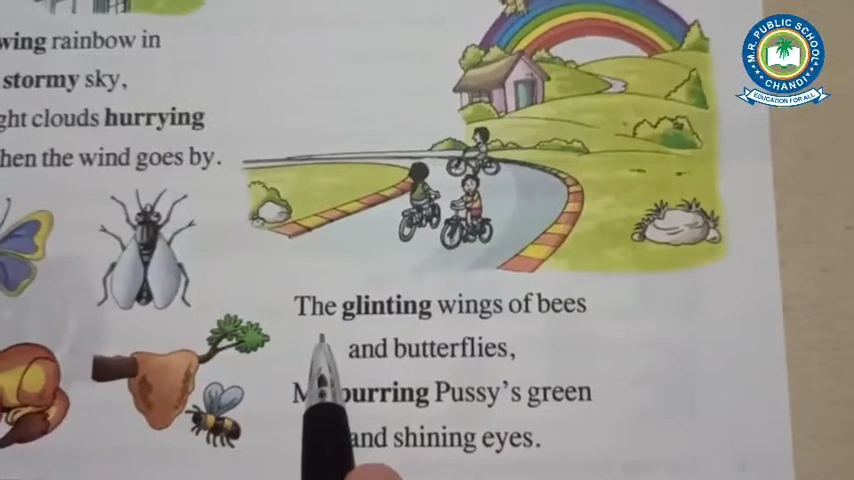 wing rainbow in
stormy sky,
ght clouds hurrying
hen the wind goes by.
The glinting wings of bees
and butterflies,
M purring Pussy's green
and shining eyes.
M.R. PUBLIC SCHOOL
CHANDI
EDUCATION FOR ALL